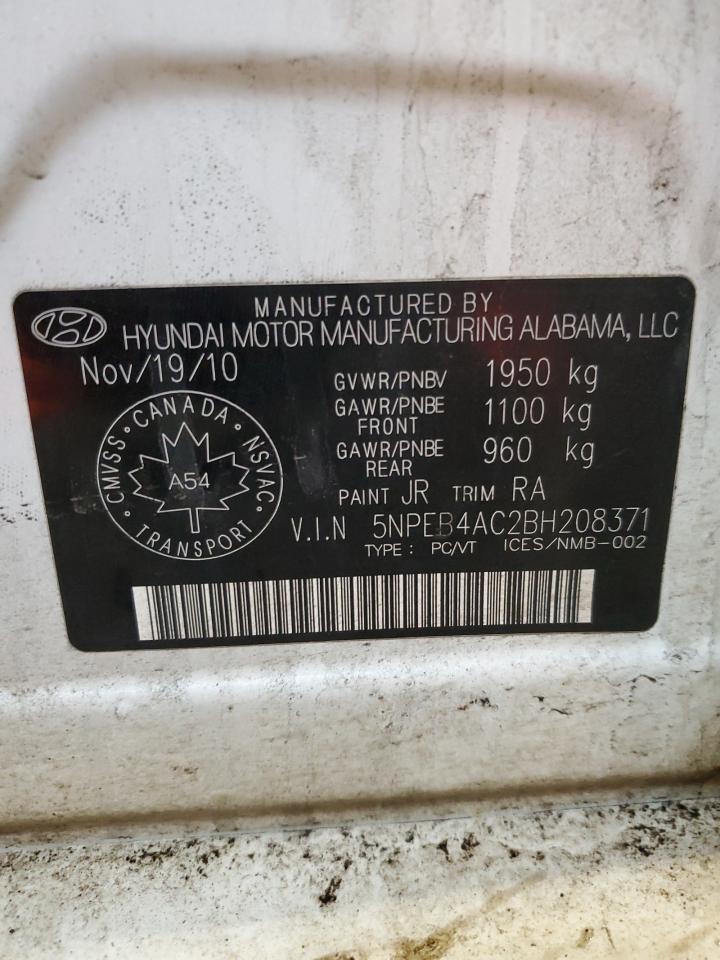 MANUFACTURED BY
HYUNDAI MOTOR MANUFACTURING ALABAMA, LLC
Nov/19/10
GVWR/PNBV 1950 kg
GAWR/PNBE FRONT 1100 kg
GAWR/PNBE REAR 960 kg
PAINT JR TRIM RA
CMVSS • CANADA • NSVAC • TRANSPORT •
A54
V.I.N 5NPEB4AC2BH208371
TYPE : PC/VT ICES/NMB-002